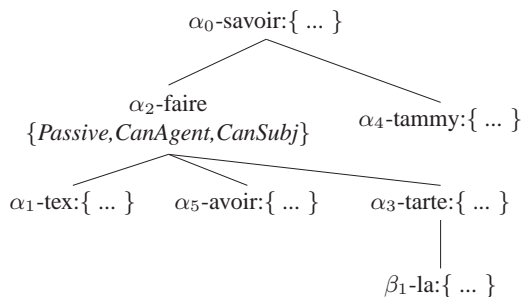 α₀-savoir:{ ... }
α₂-faire
{Passive,CanAgent,CanSubj}
α₄-tammy:{ ... }
α₁-tex:{ ... }
α₅-avoir:{ ... }
α₃-tarte:{ ... }
β₁-la:{ ... }